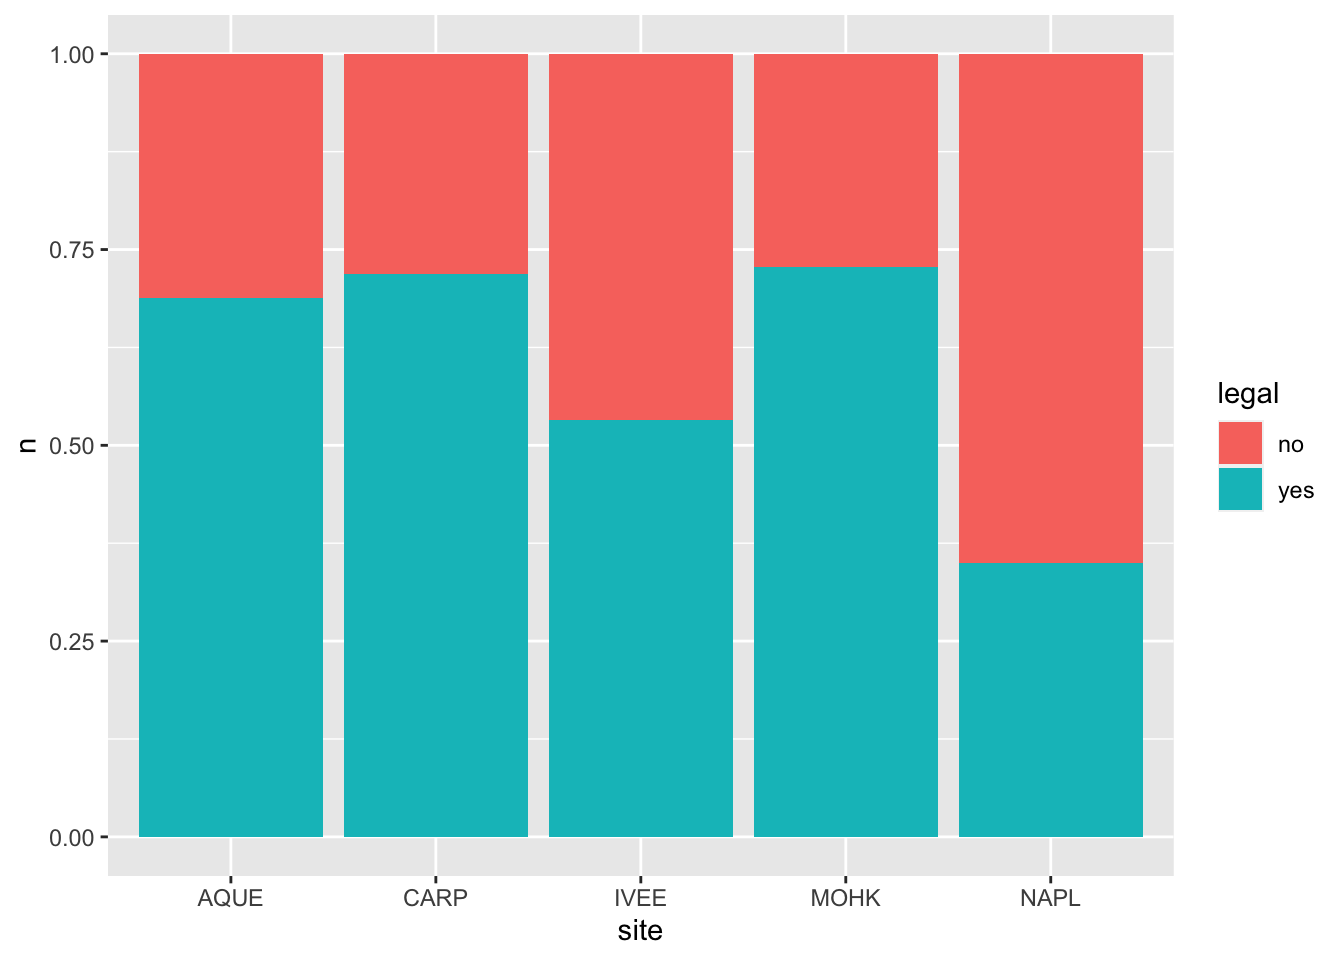 1.00
0.75
0.50
0.25
0.00
n
AQUE CARP IVEE MOHK NAPL
site
legal
no
yes